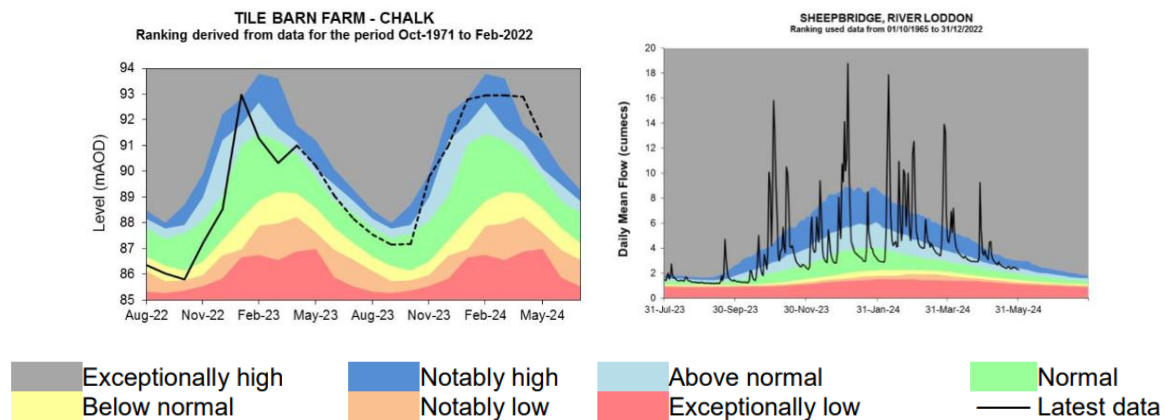 TILE BARN FARM - CHALK
Ranking derived from data for the period Oct-1971 to Feb-2022
Level (mAOD)
94
93
92
91
90
89
88
87
86
85
Aug-22 Nov-22 Feb-23 May-23 Aug-23 Nov-23 Feb-24 May-24
SHEEPBRIDGE, RIVER LODDON
Ranking used data from 01/10/1965 to 31/12/2022
Daily Mean Flow (cumecs)
20
18
16
14
12
10
8
6
4
2
0
31-Jul-23 30-Sep-23 30-Nov-23 31-Jan-24 31-Mar-24 31-May-24
Exceptionally high Notably high Above normal Normal
Below normal Notably low Exceptionally low Latest data